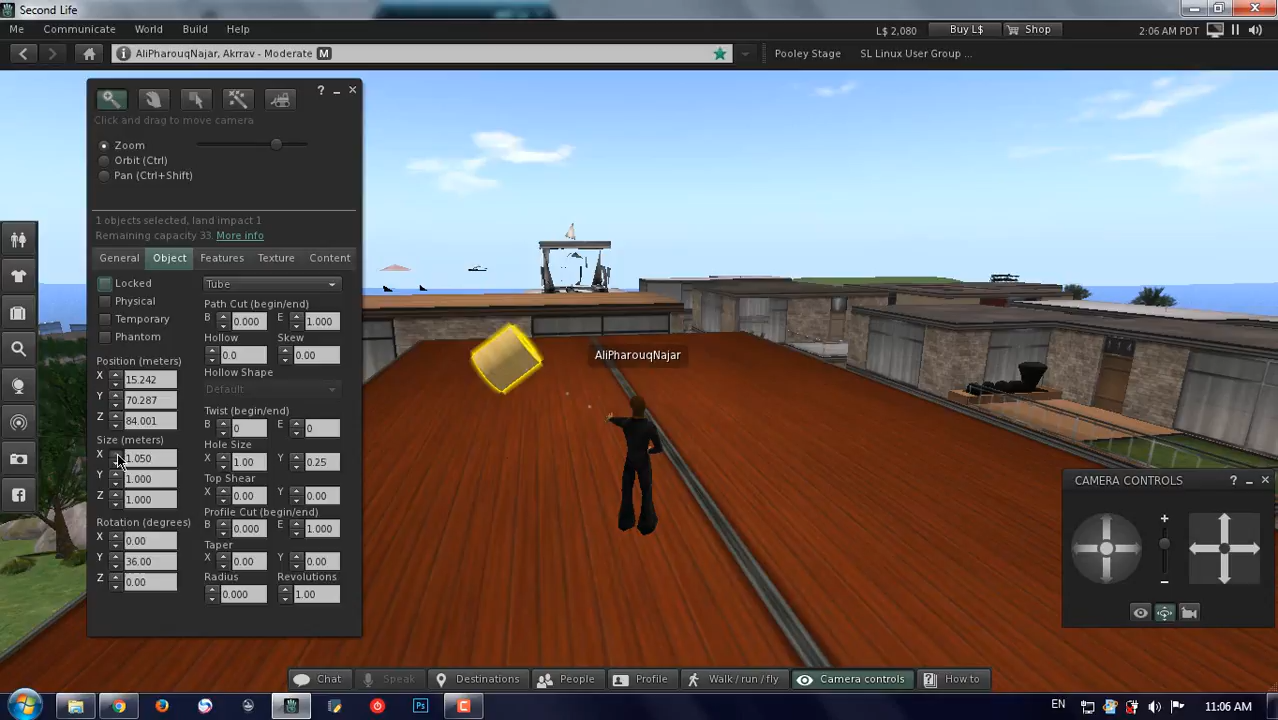 Second Life
Me Communicate World Build Help
L$ 2,080 Buy L$ Shop 2:06 AM PDT
AliPharouqNajar, Akrrav - Moderate M
Pooley Stage SL Linux User Group ...
?
Click and drag to move camera
Zoom
Orbit (Ctrl)
Pan (Ctrl+Shift)
1 objects selected, land impact 1
Remaining capacity 33. More info
General Object Features Texture Content
Locked Tube
Physical Path Cut (begin/end)
Temporary B 0.000 E 1.000
Phantom Hollow Skew
0.0 0.00
Position (meters) Hollow Shape
X 15.242 Default
Y 70.287 Twist (begin/end)
Z 84.001 B 0 E 0
Size (meters) Hole Size
X 1.050 X 1.00 Y 0.25
Y 1.000 Top Shear
Z 1.000 X 0.00 Y 0.00
Rotation (degrees) Profile Cut (begin/end)
X 0.00 B 0.000 E 1.000
Y 36.00 Taper
Z 0.00 X 0.00 Y 0.00
Radius Revolutions
0.000 1.00
AliPharouqNajar
CAMERA CONTROLS ?
Chat Speak Destinations People Profile Walk / run / fly Camera controls How to
Ps EN 11:06 AM